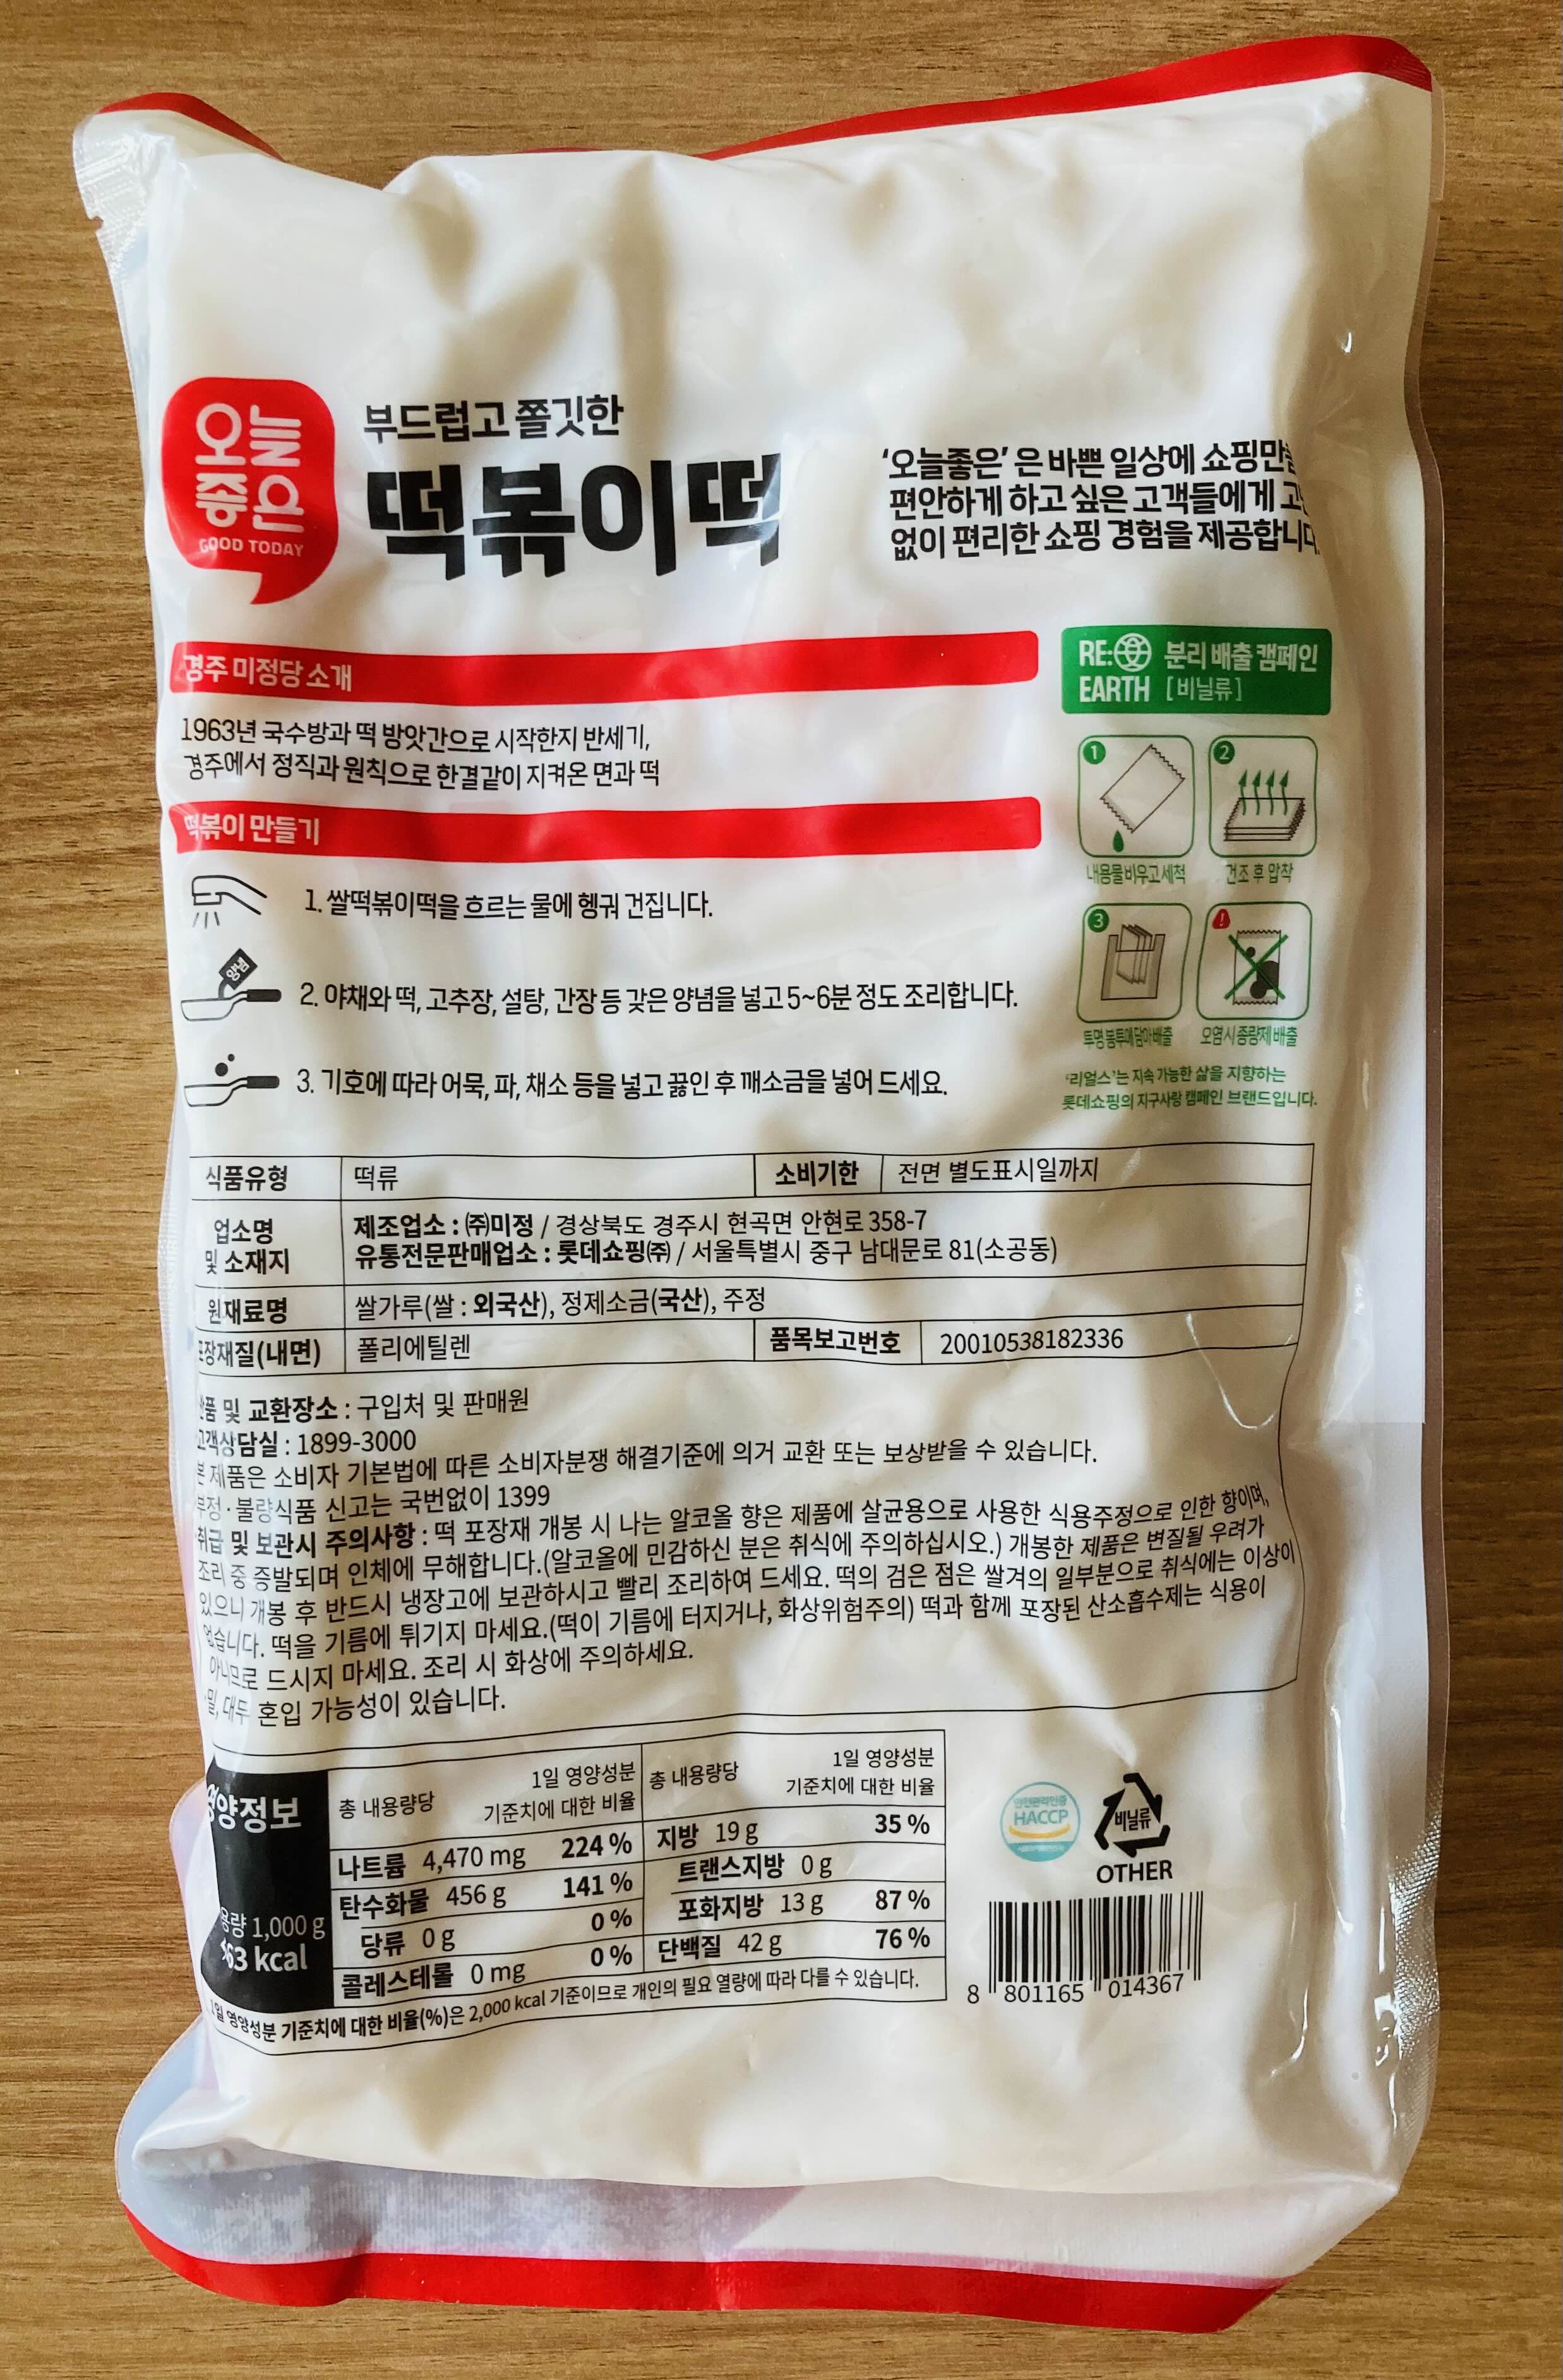 오늘
좋은
GOOD TODAY
부드럽고 쫄깃한
떡볶이떡
‘오늘좋은’ 은 바쁜 일상에 쇼핑만
편안하게 하고 싶은 고객들에게
없이 편리한 쇼핑 경험을 제공합니다
경주 미정당 소개
1963년 국수방과 떡 방앗간으로 시작한지 반세기,
경주에서 정직과 원칙으로 한결같이 지켜온 면과 떡
떡볶이 만들기
1. 쌀떡볶이떡을 흐르는 물에 헹궈 건집니다.
양념
2. 야채와 떡, 고추장, 설탕, 간장 등 갖은 양념을 넣고 5~6분 정도 조리합니다.
3. 기호에 따라 어묵, 파, 채소 등을 넣고 끓인 후 깨소금을 넣어 드세요.
RE: EARTH
분리 배출 캠페인
[비닐류]
1
2
내용물 비우고 세척
건조 후 압착
3
!
투명 봉투에 담아 배출
오염 시 종량제 배출
‘리얼스’는 지속 가능한 삶을 지향하는
롯데쇼핑의 지구사랑 캠페인 브랜드입니다.
식품유형 떡류 소비기한 전면 별도표시일까지
업소명
및 소재지
제조업소 : ㈜미정 / 경상북도 경주시 현곡면 안현로 358-7
유통전문판매업소 : 롯데쇼핑㈜ / 서울특별시 중구 남대문로 81(소공동)
원재료명 쌀가루(쌀 : 외국산), 정제소금(국산), 주정
포장재질(내면) 폴리에틸렌 품목보고번호 20010538182336
반품 및 교환장소 : 구입처 및 판매원
고객상담실 : 1899-3000
본 제품은 소비자 기본법에 따른 소비자분쟁 해결기준에 의거 교환 또는 보상받을 수 있습니다.
부정 · 불량식품 신고는 국번없이 1399
취급 및 보관시 주의사항 : 떡 포장재 개봉 시 나는 알코올 향은 제품에 살균용으로 사용한 식용주정으로 인한 향이며,
조리 중 증발되며 인체에 무해합니다.(알코올에 민감하신 분은 취식에 주의하십시오.) 개봉한 제품은 변질될 우려가
있으니 개봉 후 반드시 냉장고에 보관하시고 빨리 조리하여 드세요. 떡의 검은 점은 쌀겨의 일부분으로 취식에는 이상이
없습니다. 떡을 기름에 튀기지 마세요.(떡이 기름에 터지거나, 화상위험주의) 떡과 함께 포장된 산소흡수제는 식용이
아니므로 드시지 마세요. 조리 시 화상에 주의하세요.
밀, 대두 혼입 가능성이 있습니다.
영양정보
용량 1,000 g
63 kcal
총 내용량당 1일 영양성분 기준치에 대한 비율
나트륨 4,470 mg 224 %
탄수화물 456 g 141 %
당류 0 g 0 %
콜레스테롤 0 mg 0 %
총 내용량당 1일 영양성분 기준치에 대한 비율
지방 19 g 35 %
트랜스지방 0 g
포화지방 13 g 87 %
단백질 42 g 76 %
1일 영양성분 기준치에 대한 비율(%)은 2,000 kcal 기준이므로 개인의 필요 열량에 따라 다를 수 있습니다.
안전관리인증
HACCP
비닐류
OTHER
8 801165 014367